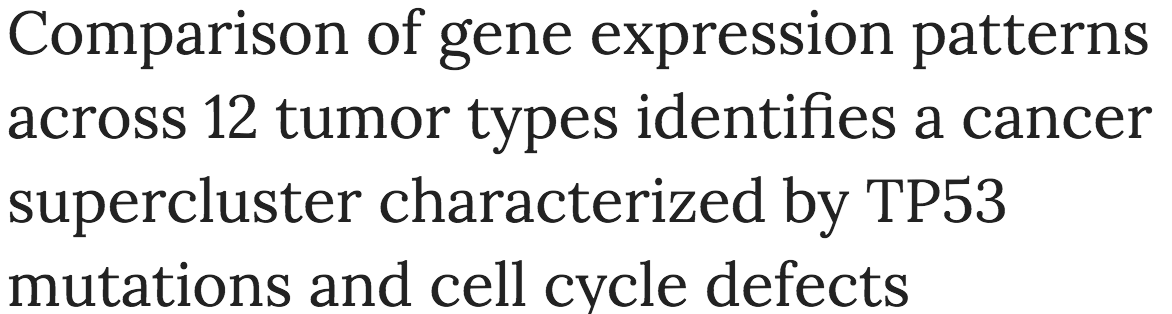 Comparison of gene expression patterns
across 12 tumor types identifies a cancer
supercluster characterized by TP53
mutations and cell cycle defects